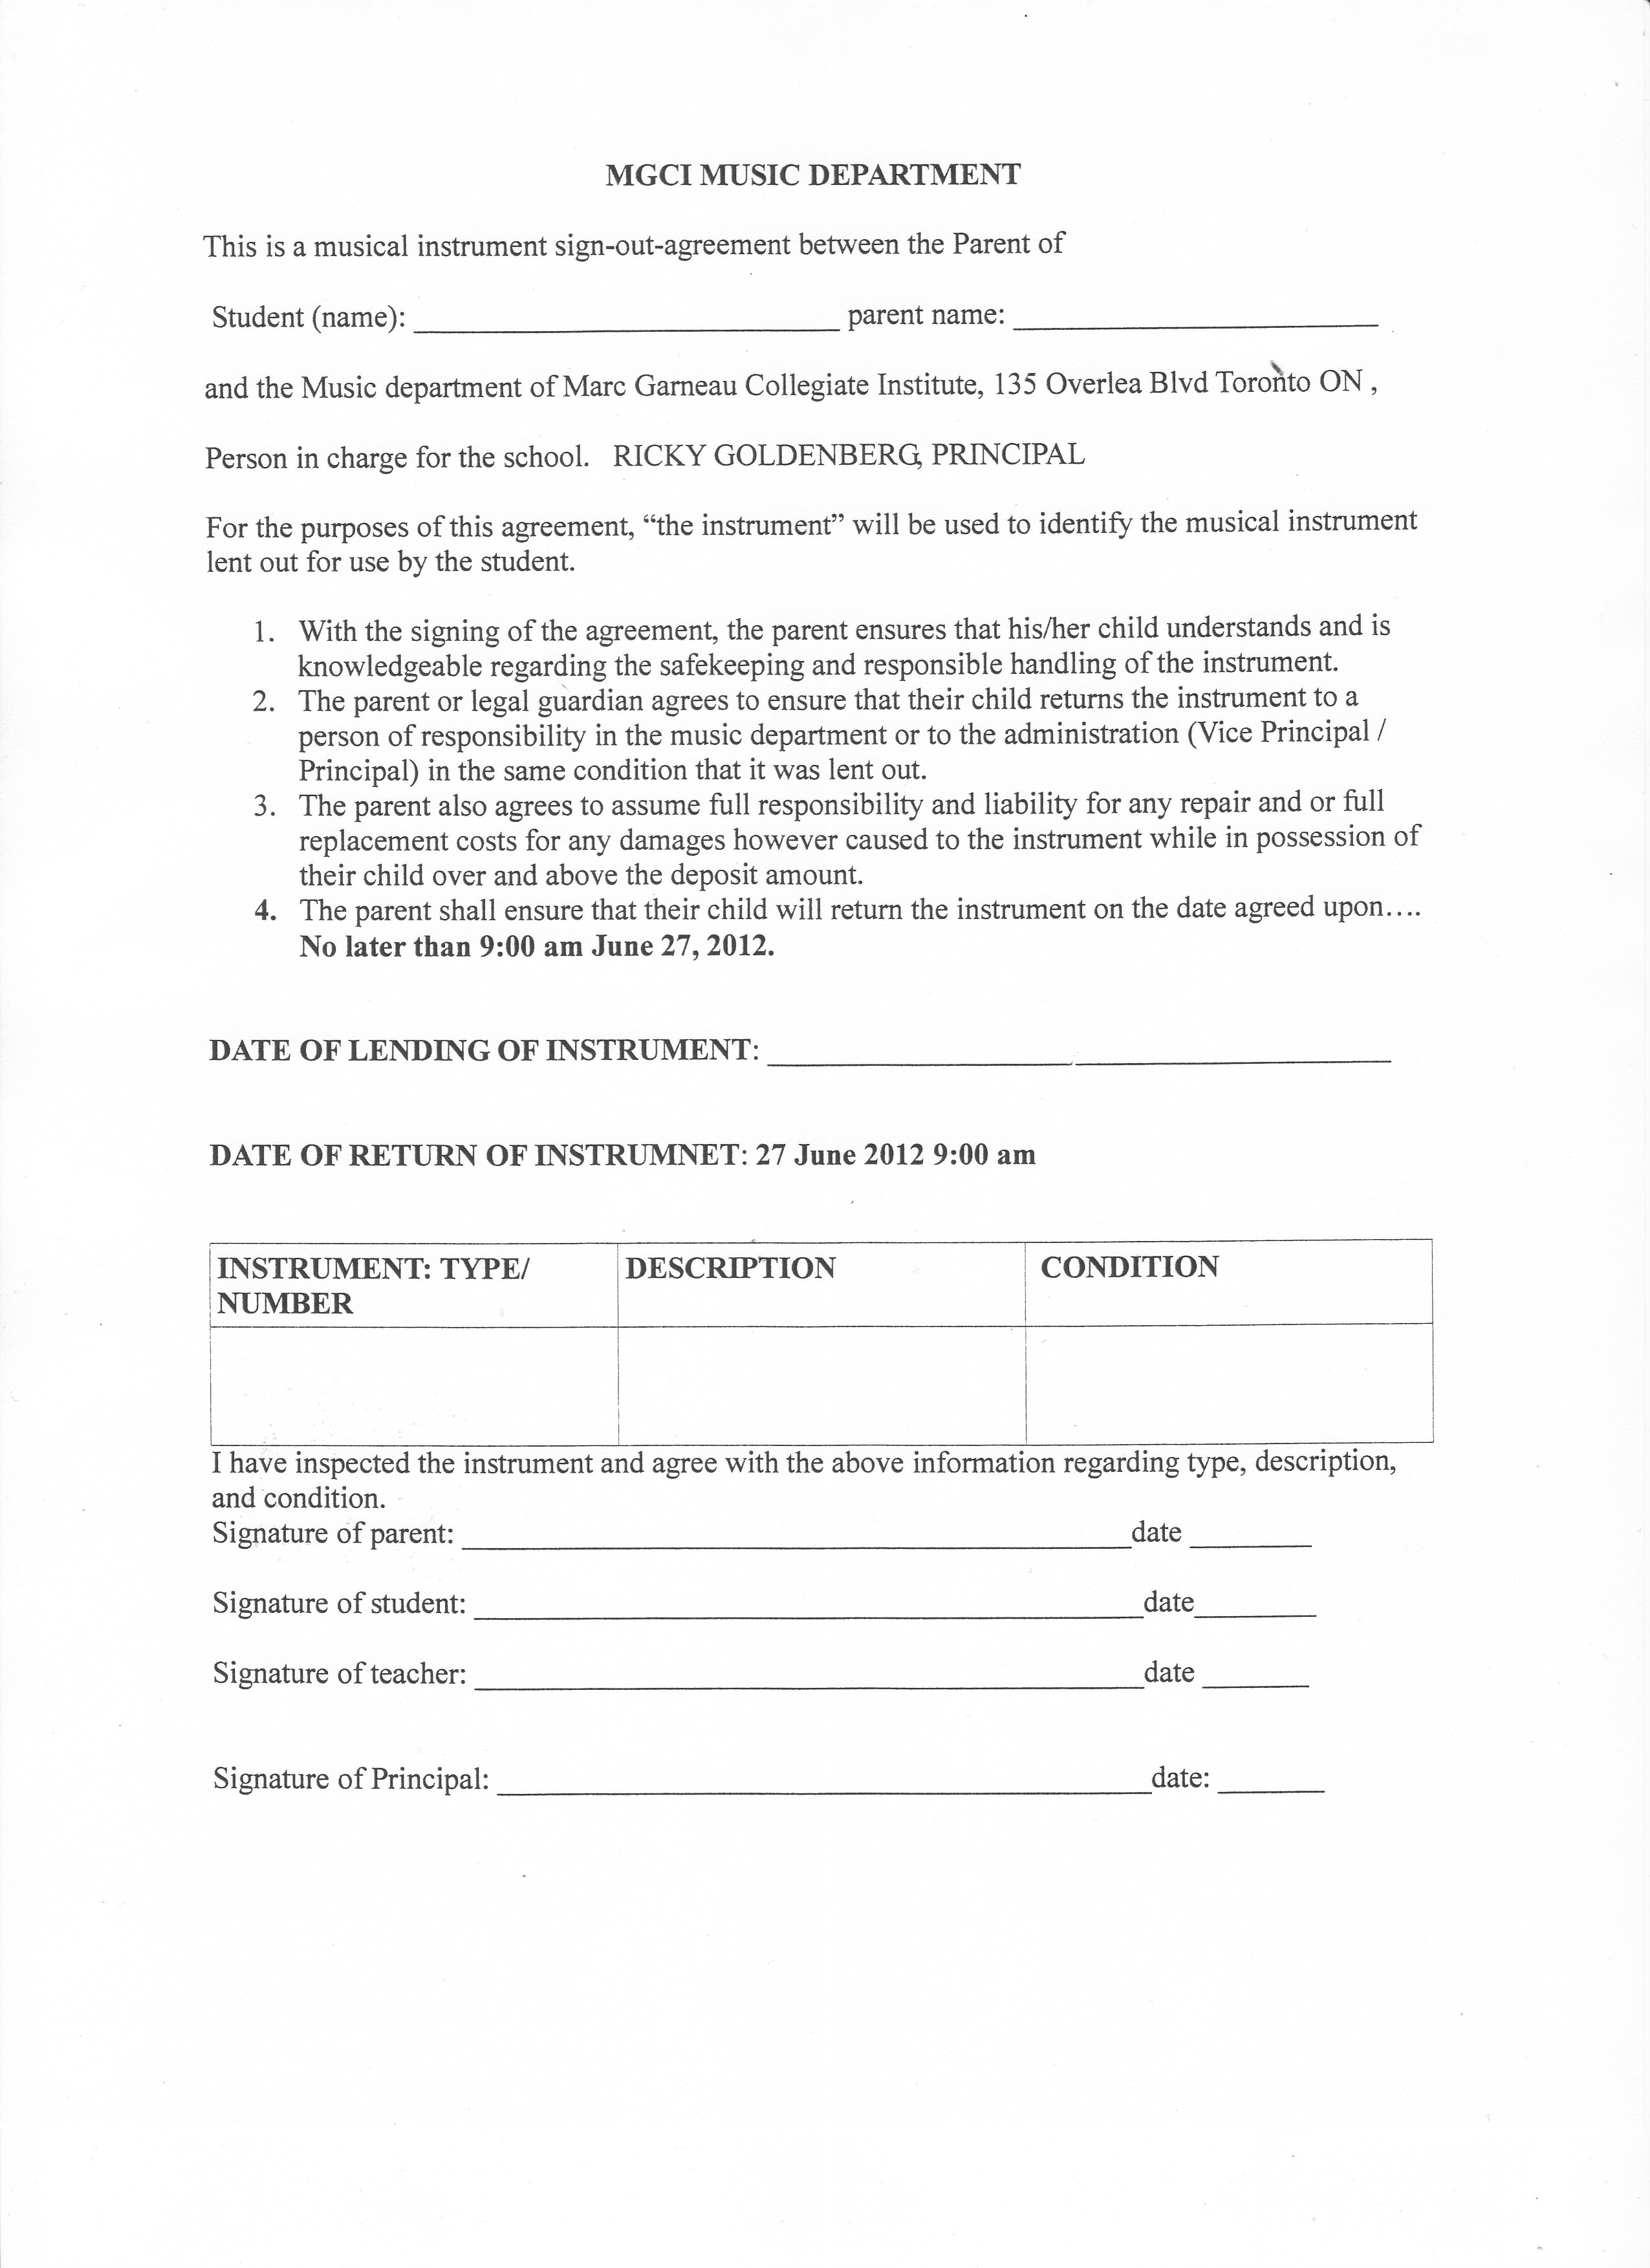 MGCI MUSIC DEPARTMENT
This is a musical instrument sign-out-agreement between the Parent of
Student (name): ____________________ parent name: ____________________
and the Music department of Marc Garneau Collegiate Institute, 135 Overlea Blvd Toronto ON ,
Person in charge for the school. RICKY GOLDENBERG, PRINCIPAL
For the purposes of this agreement, “the instrument” will be used to identify the musical instrument
lent out for use by the student.
1. With the signing of the agreement, the parent ensures that his/her child understands and is
knowledgeable regarding the safekeeping and responsible handling of the instrument.
2. The parent or legal guardian agrees to ensure that their child returns the instrument to a
person of responsibility in the music department or to the administration (Vice Principal /
Principal) in the same condition that it was lent out.
3. The parent also agrees to assume full responsibility and liability for any repair and or full
replacement costs for any damages however caused to the instrument while in possession of
their child over and above the deposit amount.
4. The parent shall ensure that their child will return the instrument on the date agreed upon….
No later than 9:00 am June 27, 2012.
DATE OF LENDING OF INSTRUMENT: ____________________
DATE OF RETURN OF INSTRUMNET: 27 June 2012 9:00 am
INSTRUMENT: TYPE/ DESCRIPTION CONDITION
NUMBER
I have inspected the instrument and agree with the above information regarding type, description,
and condition.
Signature of parent: ____________________date ________
Signature of student: ____________________date________
Signature of teacher: ____________________date ________
Signature of Principal: ____________________date: ________